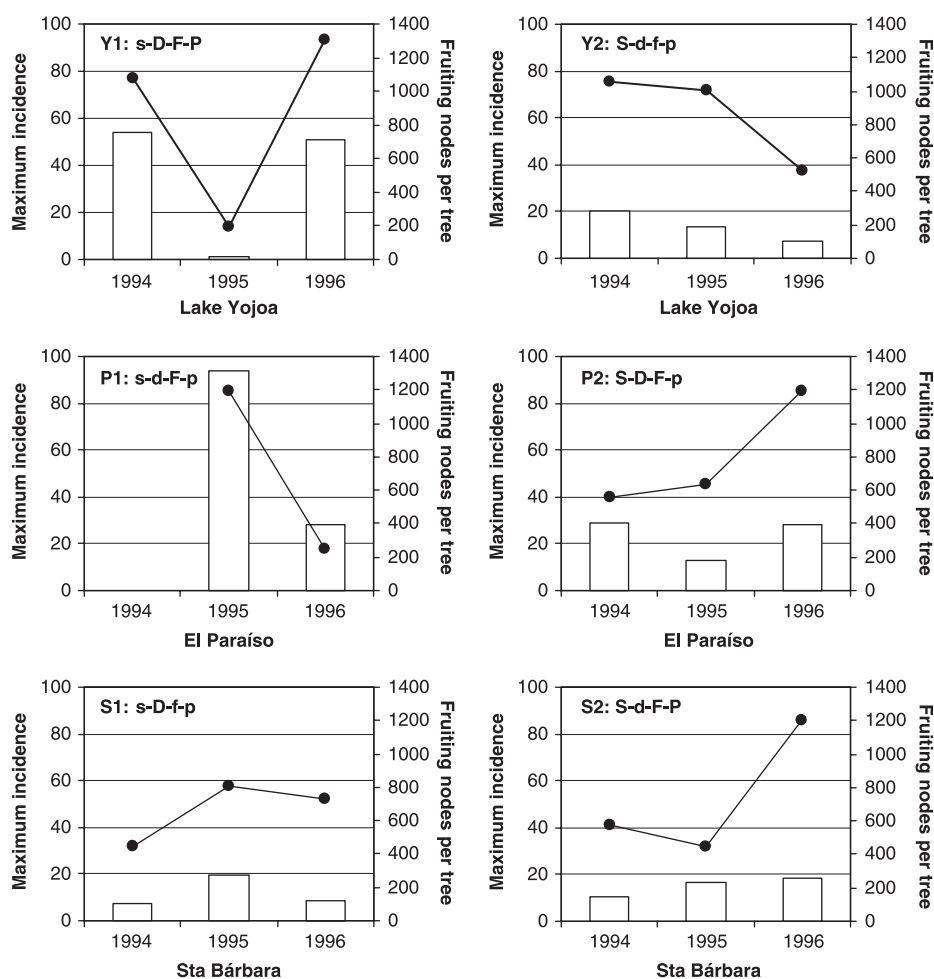 Y1: s-D-F-P
Maximum incidence
100
80
60
40
20
0
Fruiting nodes per tree
1400
1200
1000
800
600
400
200
0
1994 1995 1996
Lake Yojoa
Y2: S-d-f-p
Maximum incidence
100
80
60
40
20
0
Fruiting nodes per tree
1400
1200
1000
800
600
400
200
0
1994 1995 1996
Lake Yojoa
P1: s-d-F-p
Maximum incidence
100
80
60
40
20
0
Fruiting nodes per tree
1400
1200
1000
800
600
400
200
0
1994 1995 1996
El Paraíso
P2: S-D-F-p
Maximum incidence
100
80
60
40
20
0
Fruiting nodes per tree
1400
1200
1000
800
600
400
200
0
1994 1995 1996
El Paraíso
S1: s-D-f-p
Maximum incidence
100
80
60
40
20
0
Fruiting nodes per tree
1400
1200
1000
800
600
400
200
0
1994 1995 1996
Sta Bárbara
S2: S-d-F-P
Maximum incidence
100
80
60
40
20
0
Fruiting nodes per tree
1400
1200
1000
800
600
400
200
0
1994 1995 1996
Sta Bárbara